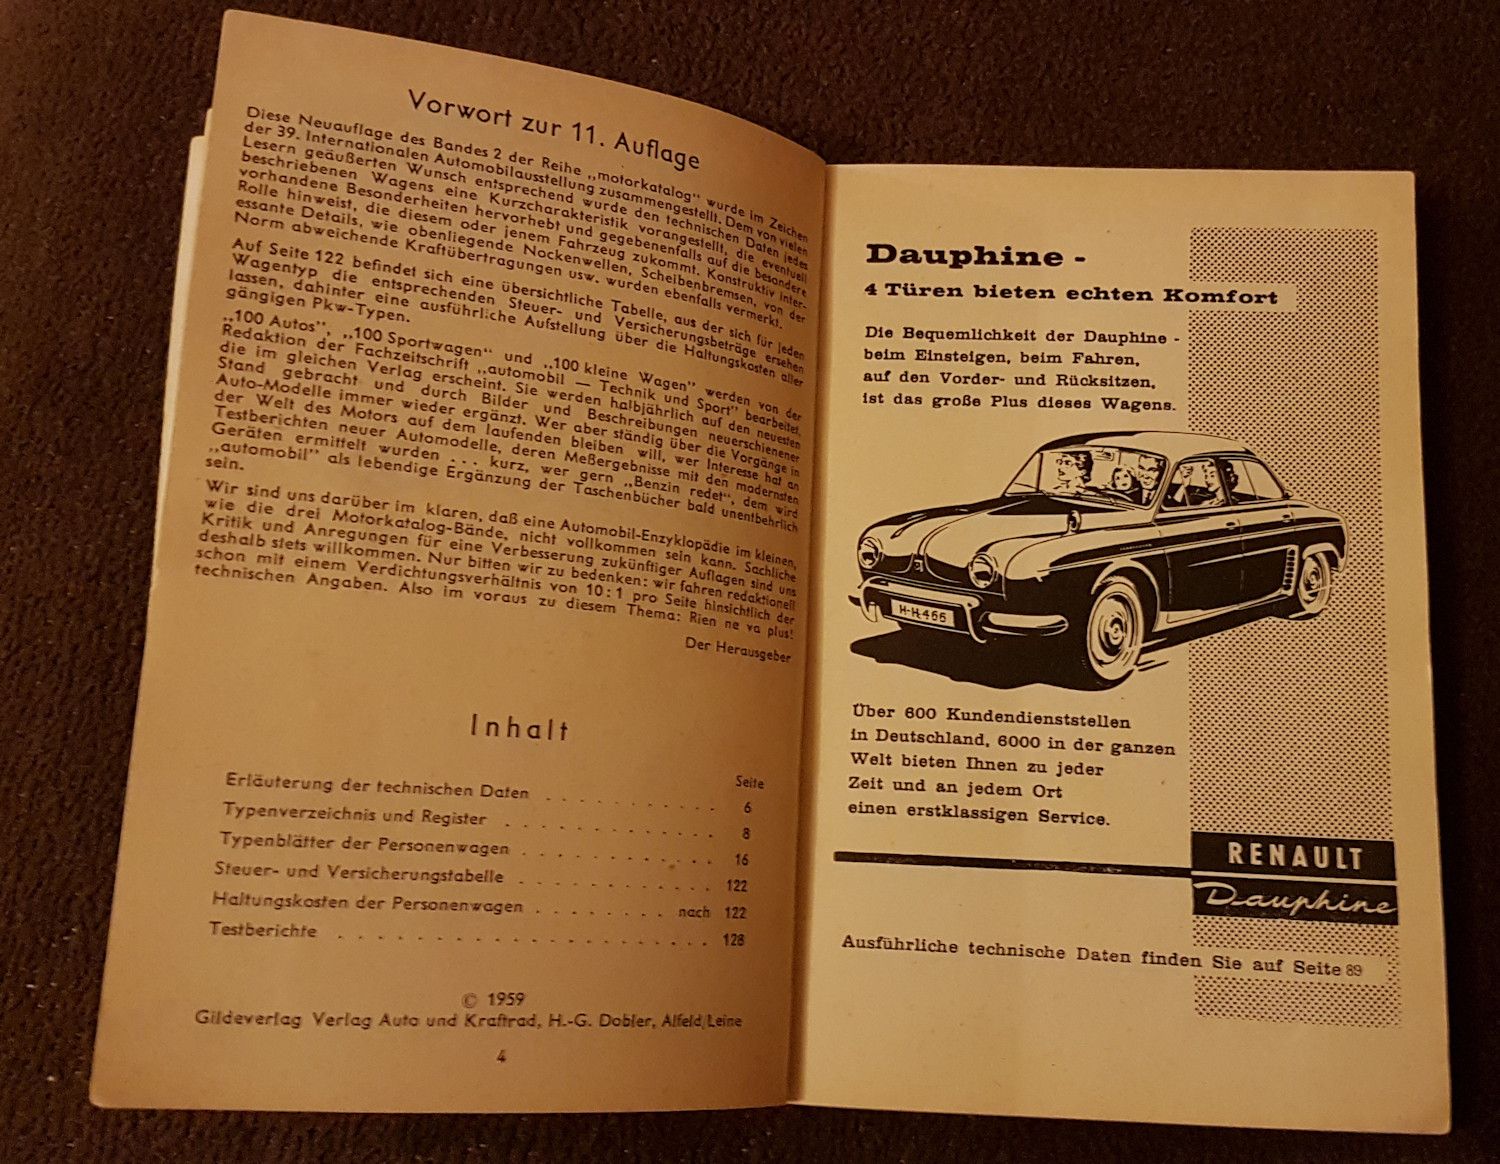 Vorwort zur 11. Auflage
Diese Neuauflage des Bandes 2 der Reihe „motorkatalog" wurde im Zeichen
der 39. Internationalen Automobilausstellung zusammengestellt. Dem von vielen
Lesern geäußerten Wunsch entsprechend wurde den technischen Daten jedes
beschriebenen Wagens eine Kurzcharakteristik vorangestellt, die eventuell
vorhandene Besonderheiten hervorhebt und gegebenenfalls auf die besondere
Rolle hinweist, die diesem oder jenem Fahrzeug zukommt. Konstruktiv inter-
essante Details, wie obenliegende Nockenwellen, Scheibenbremsen, von der
Norm abweichende Kraftübertragungen usw. wurden ebenfalls vermerkt.
Auf Seite 122 befindet sich eine übersichtliche Tabelle, aus der sich für jeden
Wagentyp die entsprechenden Steuer- und Versicherungsbeträge ersehen
lassen, dahinter eine ausführliche Aufstellung über die Haltungskosten aller
gängigen Pkw-Typen.
„100 Autos", „100 Sportwagen" und „100 kleine Wagen" werden von der
Redaktion der Fachzeitschrift „automobil — Technik und Sport" bearbeitet,
die im gleichen Verlag erscheint. Sie werden halbjährlich auf den neuesten
Stand gebracht und durch Bilder und Beschreibungen neuerschienener
Auto-Modelle immer wieder ergänzt. Wer aber ständig über die Vorgänge in
der Welt des Motors auf dem laufenden bleiben will, wer Interesse hat an
Testberichten neuer Automodelle, deren Meßergebnisse mit den modernsten
Geräten ermittelt wurden . . . kurz, wer gern „Benzin redet", dem wird
„automobil" als lebendige Ergänzung der Taschenbücher bald unentbehrlich
sein.
Wir sind uns darüber im klaren, daß eine Automobil-Enzyklopädie im kleinen,
wie die drei Motorkatalog-Bände, nicht vollkommen sein kann. Sachliche
Kritik und Anregungen für eine Verbesserung zukünftiger Auflagen sind uns
deshalb stets willkommen. Nur bitten wir zu bedenken: wir fahren redaktionell
schon mit einem Verdichtungsverhältnis von 10:1 pro Seite hinsichtlich der
technischen Angaben. Also im voraus zu diesem Thema: Rien ne va plus!
Der Herausgeber
Inhalt
Seite
Erläuterung der technischen Daten . . . . . . . . . . . 6
Typenverzeichnis und Register . . . . . . . . . . . . . 8
Typenblätter der Personenwagen . . . . . . . . . . . . 16
Steuer- und Versicherungstabelle . . . . . . . . . . . . 122
Haltungskosten der Personenwagen . . . . . . . . nach 122
Testberichte . . . . . . . . . . . . . . . . . . . . . 128
© 1959
Gildeverlag Verlag Auto und Kraftrad, H.-G. Dobler, Alfeld/Leine
4
Dauphine -
4 Türen bieten echten Komfort
Die Bequemlichkeit der Dauphine -
beim Einsteigen, beim Fahren,
auf den Vorder- und Rücksitzen,
ist das große Plus dieses Wagens.
H-H 466
Über 600 Kundendienststellen
in Deutschland, 6000 in der ganzen
Welt bieten Ihnen zu jeder
Zeit und an jedem Ort
einen erstklassigen Service.
RENAULT
Dauphine
Ausführliche technische Daten finden Sie auf Seite 89